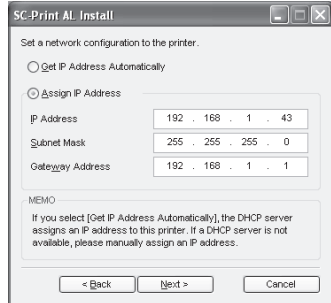 SC-Print AL Install
Set a network configuration to the printer.
Get IP Address Automatically
Assign IP Address
IP Address 192 . 168 . 1 . 43
Subnet Mask 255 . 255 . 255 . 0
Gateway Address 192 . 168 . 1 . 1
MEMO
If you select [Get IP Address Automatically], the DHCP server
assigns an IP address to this printer. If a DHCP server is not
available, please manually assign an IP address.
< Back Next > Cancel